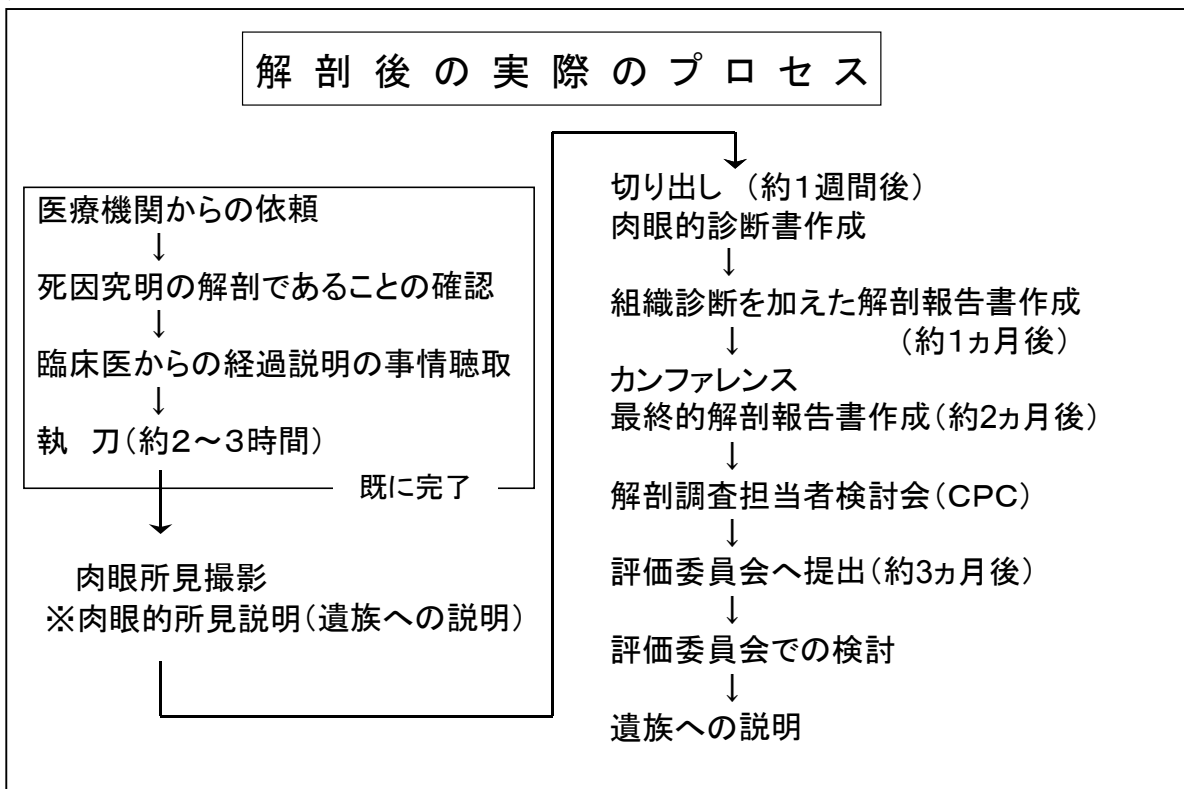 解剖後の実際のプロセス
医療機関からの依頼
↓
死因究明の解剖であることの確認
↓
臨床医からの経過説明の事情聴取
↓
執 刀(約2～3時間)
既に完了
肉眼所見撮影
※肉眼的所見説明(遺族への説明)
切り出し (約1週間後)
肉眼的診断書作成
↓
組織診断を加えた解剖報告書作成
↓
(約1ヵ月後)
カンファレンス
最終的解剖報告書作成(約2ヵ月後)
↓
解剖調査担当者検討会(CPC)
↓
評価委員会へ提出(約3ヵ月後)
↓
評価委員会での検討
↓
遺族への説明